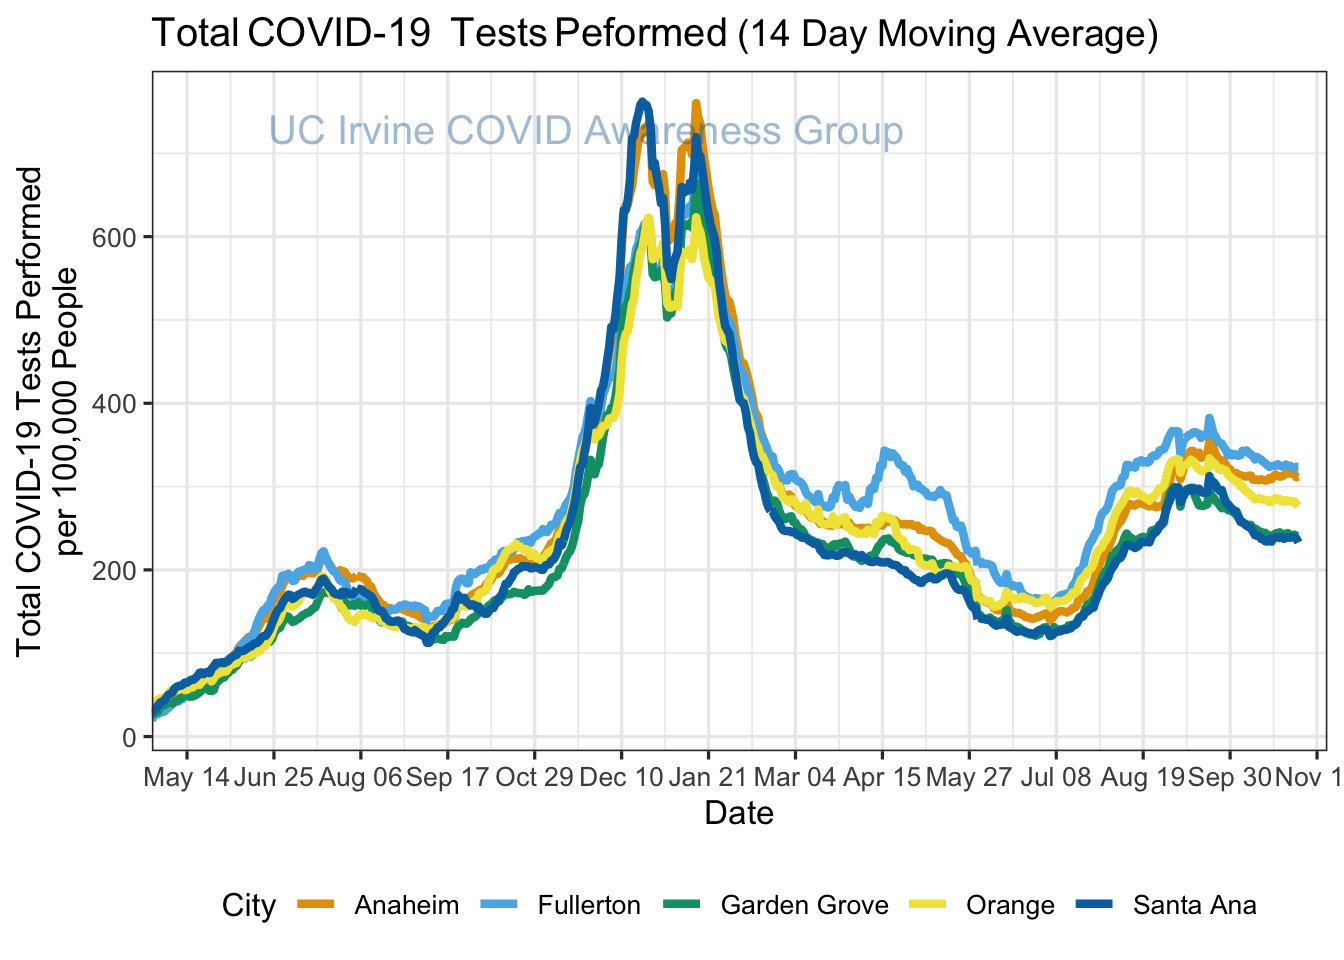 Total COVID-19 Tests Peformed (14 Day Moving Average)
UC Irvine COVID Awareness Group
Total COVID-19 Tests Performed
per 100,000 People
600
400
200
0
May 14 Jun 25 Aug 06 Sep 17 Oct 29 Dec 10 Jan 21 Mar 04 Apr 15 May 27 Jul 08 Aug 19 Sep 30 Nov 1
Date
City Anaheim Fullerton Garden Grove Orange Santa Ana